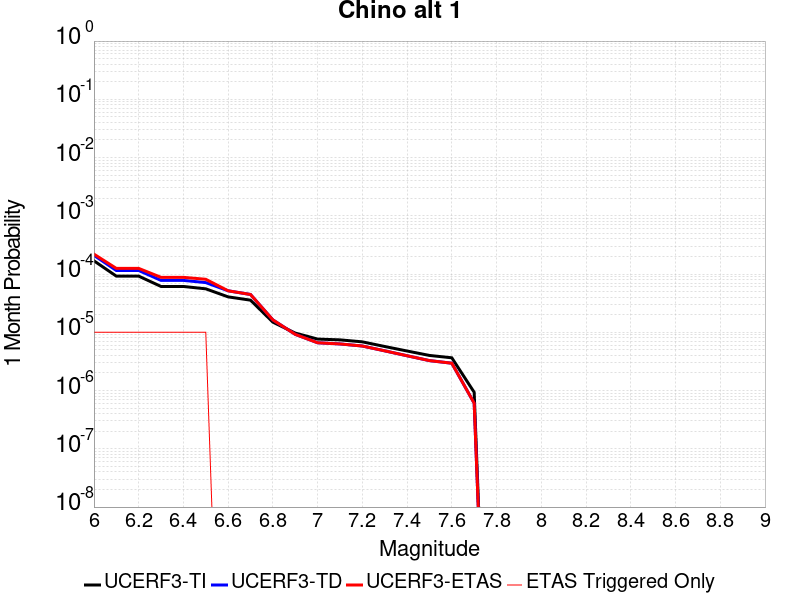 Chino alt 1
10^0
10^-1
10^-2
10^-3
10^-4
10^-5
10^-6
10^-7
10^-8
1 Month Probability
6 6.2 6.4 6.6 6.8 7 7.2 7.4 7.6 7.8 8 8.2 8.4 8.6 8.8 9
Magnitude
UCERF3-TI UCERF3-TD UCERF3-ETAS ETAS Triggered Only